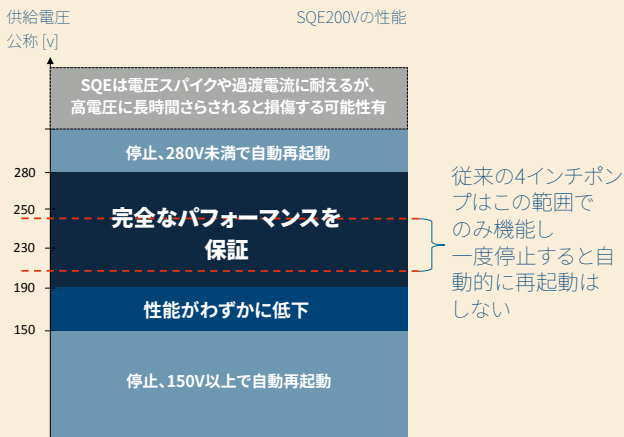 供給電圧
公称 [v]
SQE200Vの性能
SQEは電圧スパイクや過渡電流に耐えるが、
高電圧に長時間さらされると損傷する可能性有
停止、280V未満で自動再起動
280
250
完全なパフォーマンスを
保証
230
190
性能がわずかに低下
150
停止、150V以上で自動再起動
従来の4インチポン
プはこの範囲で
のみ機能し
一度停止すると自
動的に再起動は
しない